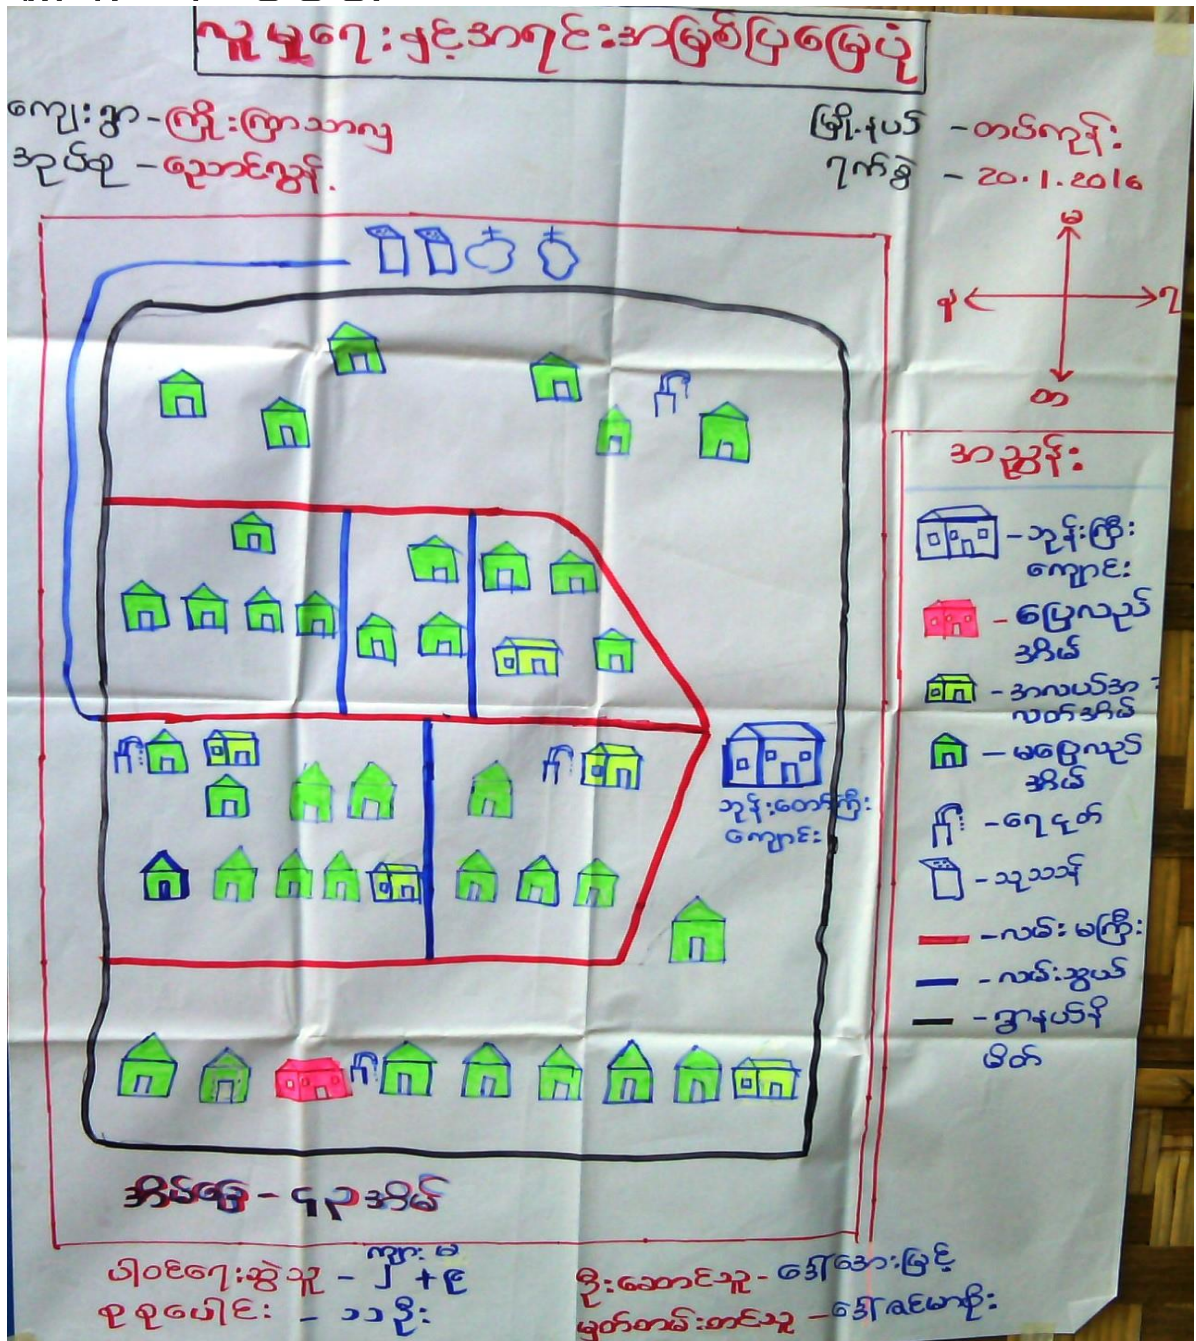 လူမှုရေးနှင့်အရင်းအမြစ်ပြမြေပုံ
ကျေးရွာ - ကြိုးကြာသာလှ
အုပ်စု - ညောင်လွန့်
မြို့နယ် - တပ်ကုန်း
ရက်စွဲ - 20.1.2016
မ
န
ရ
တ
အညွှန်း
- ဘုန်းကြီး
ကျောင်း
- ပြေလည်
အိမ်
- အလယ်အ
လတ်အိမ်
- မပြေလည်
အိမ်
- ရေငုတ်
- သုသာန်
- လမ်းမကြီး
- လမ်းသွယ်
- ရွာနယ်နိ
မိတ်
ဘုန်းတော်ကြီး
ကျောင်း
အိမ်ခြေ - ၄၃ အိမ်
ကျား မ
ပါဝင်ရေးဆွဲသူ - ၂ + ၉
စုစုပေါင်း - ၁၁ ဦး
ဦးဆောင်သူ - ဒေါ်အေးမြင့်
မှတ်တမ်းတင်သူ - ဒေါ်ခင်မာစိုး